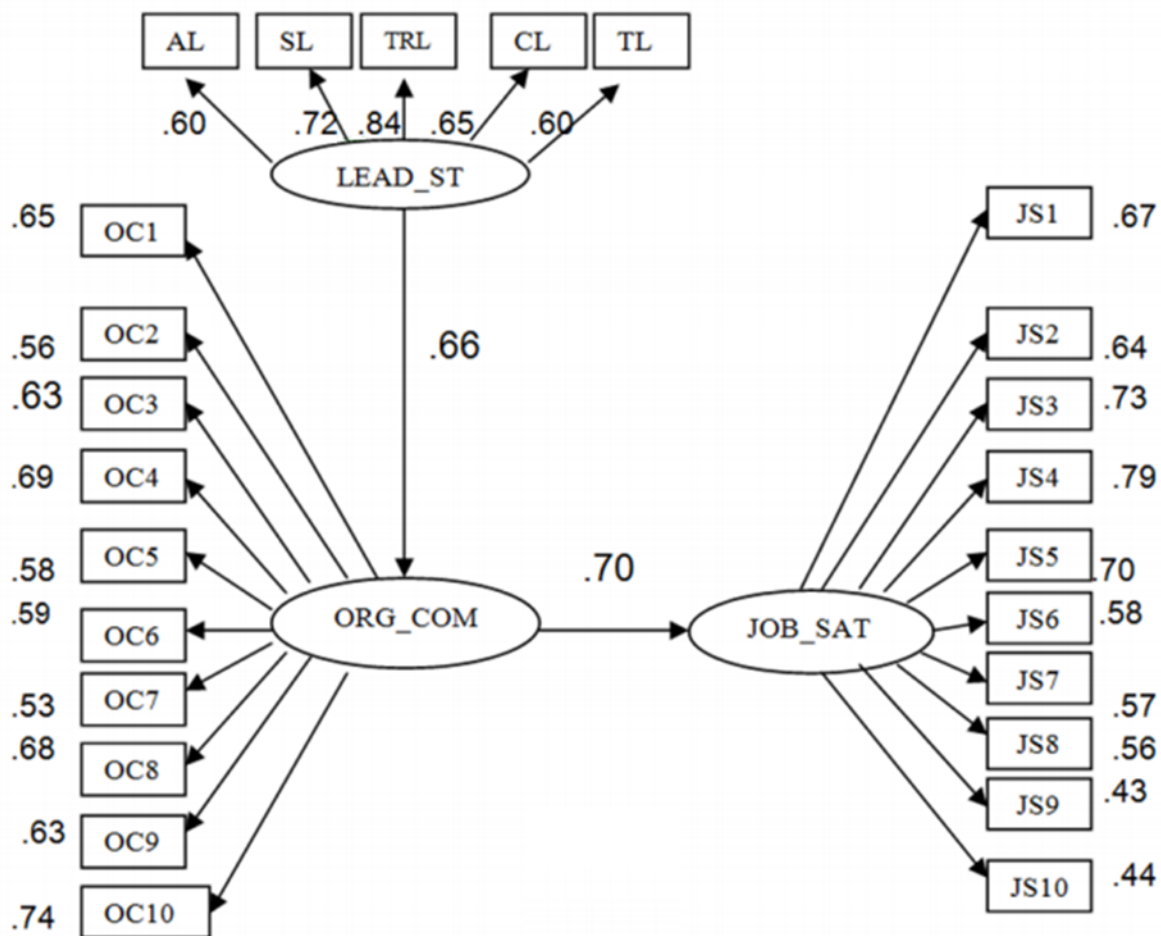 AL SL TRL CL TL
.60 .72 .84 .65 .60
LEAD_ST
.65 OC1
.56 OC2
.63 OC3
.69 OC4
.58 OC5
.59 OC6
.53 OC7
.68 OC8
.63 OC9
.74 OC10
.66
ORG_COM
.70
JOB_SAT
JS1 .67
JS2 .64
JS3 .73
JS4 .79
JS5 .70
JS6 .58
JS7 .57
JS8 .56
JS9 .43
JS10 .44